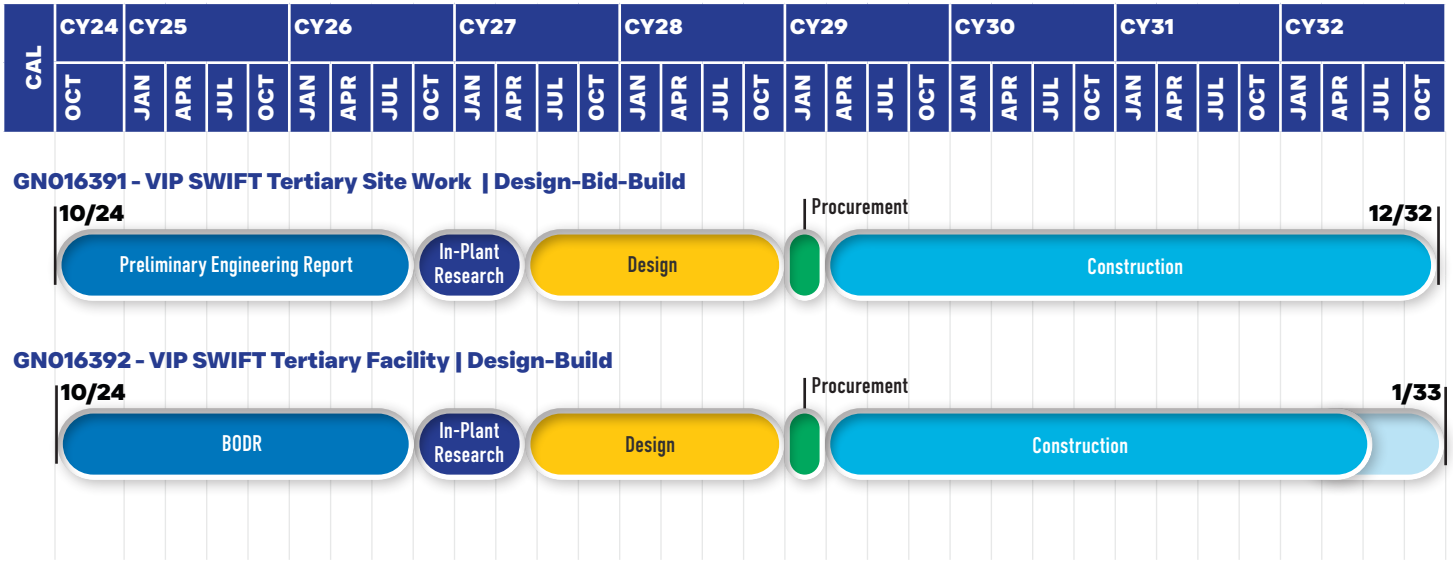 CAL
CY24 CY25 CY26 CY27 CY28 CY29 CY30 CY31 CY32
OCT JAN APR JUL OCT JAN APR JUL OCT JAN APR JUL OCT JAN APR JUL OCT JAN APR JUL OCT JAN APR JUL OCT JAN APR JUL OCT JAN APR JUL OCT
GN016391 - VIP SWIFT Tertiary Site Work | Design-Bid-Build
10/24 Procurement 12/32
Preliminary Engineering Report
In-Plant
Research
Design
Construction
GN016392 - VIP SWIFT Tertiary Facility | Design-Build
10/24 Procurement 1/33
BODR
In-Plant
Research
Design
Construction